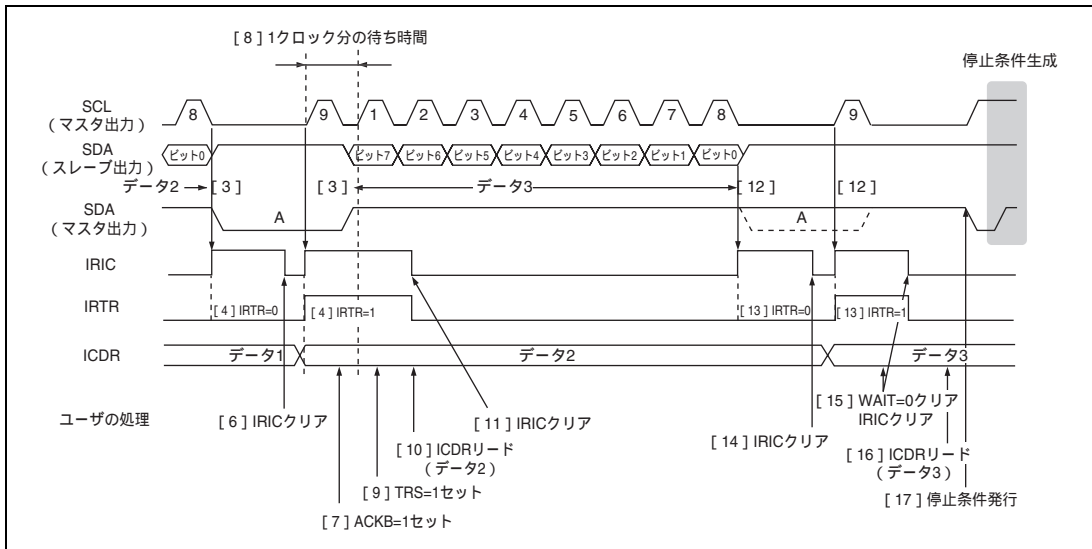 [ 8 ] 1クロック分の待ち時間
停止条件生成
SCL
( マスタ出力 )
8 9 1 2 3 4 5 6 7 8 9
SDA
( スレーブ出力 )
ビット0 ビット7 ビット6 ビット5 ビット4 ビット3 ビット2 ビット1 ビット0
データ2 [ 3 ] [ 3 ] データ3 [ 12 ] [ 12 ]
SDA
( マスタ出力 )
A A
IRIC
IRTR
[ 4 ] IRTR=0 [ 4 ] IRTR=1 [ 13 ] IRTR=0 [ 13 ] IRTR=1
ICDR
データ1 データ2 データ3
ユーザの処理
[ 6 ] IRICクリア
[ 7 ] ACKB=1セット
[ 9 ] TRS=1セット
[ 10 ] ICDRリード
( データ2 )
[ 11 ] IRICクリア
[ 14 ] IRICクリア
[ 15 ] WAIT=0クリア
IRICクリア
[ 16 ] ICDRリード
( データ3 )
[ 17 ] 停止条件発行